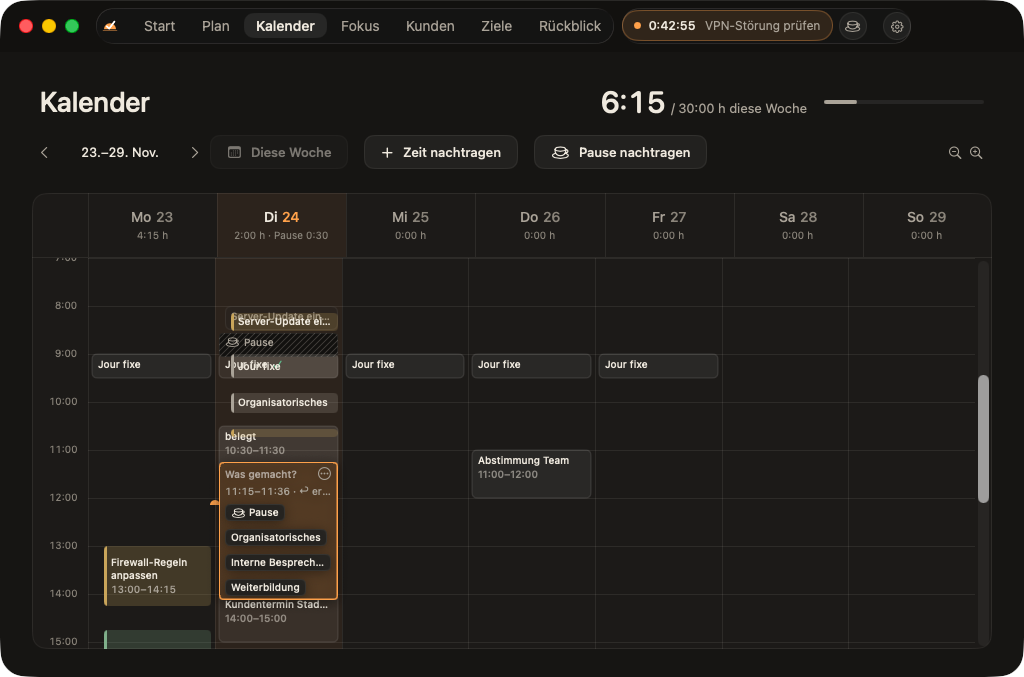 Start Plan Kalender Fokus Kunden Ziele Rückblick 0:42:55 VPN-Störung prüfen
Kalender
6:15 / 30:00 h diese Woche
23.–29. Nov. Diese Woche + Zeit nachtragen Pause nachtragen
Mo 23 Di 24 Mi 25 Do 26 Fr 27 Sa 28 So 29
4:15 h 2:00 h · Pause 0:30 0:00 h 0:00 h 0:00 h 0:00 h 0:00 h
8:00
Server-Update ein...
Server-Update ei...
Pause
9:00
Jour fixe Jour fixe Jour fixe Jour fixe Jour fixe
Jour fixe
10:00 Organisatorisches
belegt
10:30–11:30
11:00
Abstimmung Team
11:00–12:00
Was gemacht?
11:15–11:36 · ↩ er...
12:00
Pause
Organisatorisches
13:00
Interne Besprech...
Firewall-Regeln
anpassen
13:00–14:15
Weiterbildung
14:00
Kundentermin Stad...
14:00–15:00
15:00